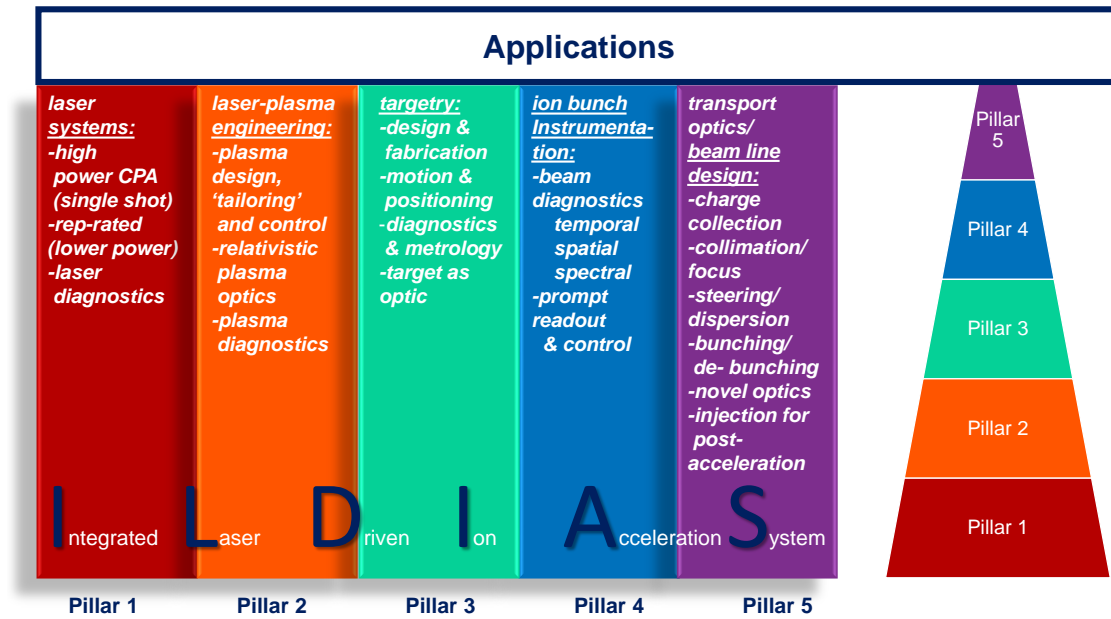 Applications
laser
systems:
-high
power CPA
(single shot)
-rep-rated
(lower power)
-laser
diagnostics
laser-plasma
engineering:
-plasma
design,
‘tailoring’
and control
-relativistic
plasma
optics
-plasma
diagnostics
targetry:
-design &
fabrication
-motion &
positioning
-diagnostics
& metrology
-target as
optic
ion bunch
Instrumenta-
tion:
-beam
diagnostics
temporal
spatial
spectral
-prompt
readout
& control
transport
optics/
beam line
design:
-charge
collection
-collimation/
focus
-steering/
dispersion
-bunching/
de- bunching
-novel optics
-injection for
post-
acceleration
Integrated Laser Driven Ion Acceleration System
Pillar 1 Pillar 2 Pillar 3 Pillar 4 Pillar 5
Pillar
5
Pillar 4
Pillar 3
Pillar 2
Pillar 1